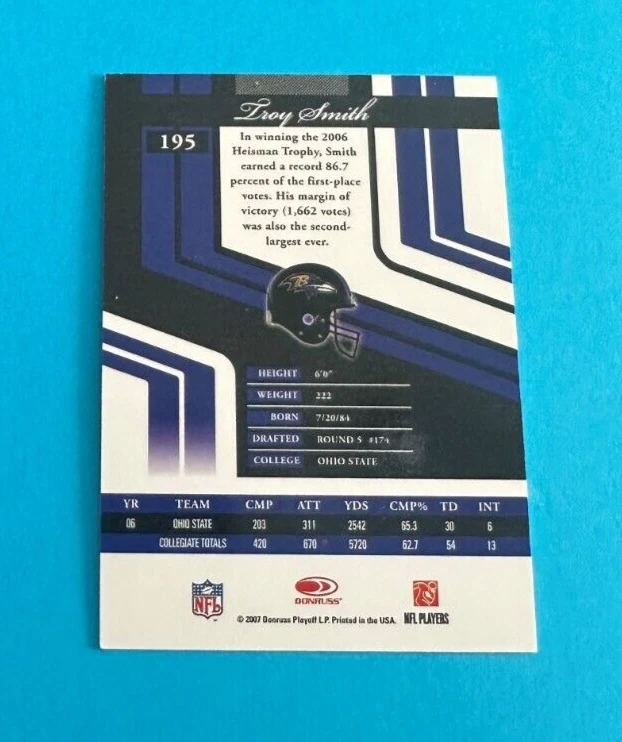 Troy Smith
195
In winning the 2006
Heisman Trophy, Smith
earned a record 86.7
percent of the first-place
votes. His margin of
victory (1,662 votes)
was also the second-
largest ever.
HEIGHT 6'0"
WEIGHT 222
BORN 7/20/84
DRAFTED ROUND 5 #174
COLLEGE OHIO STATE
YR TEAM CMP ATT YDS CMP% TD INT
06 OHIO STATE 203 311 2542 65.3 30 6
COLLEGIATE TOTALS 420 670 5720 62.7 54 13
NFL
DONRUSS
NFL PLAYERS
© 2007 Donruss Playoff L.P. Printed in the USA.